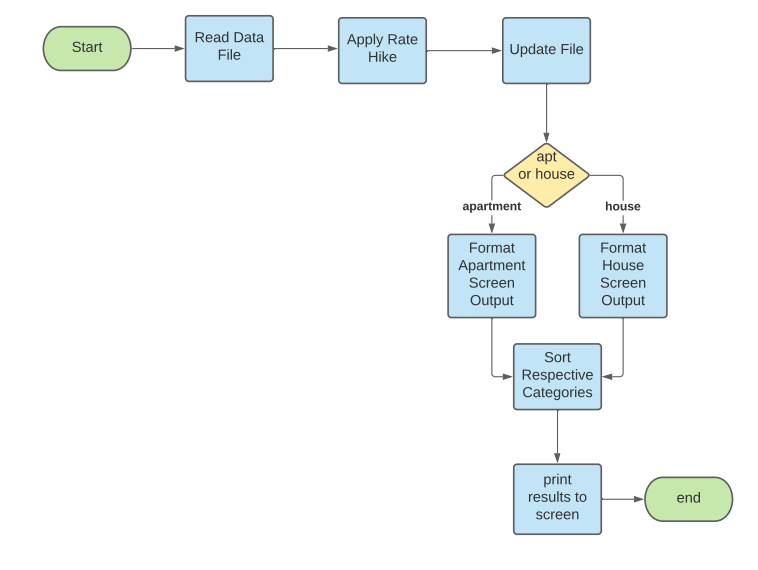 Start
Read Data
File
Apply Rate
Hike
Update File
apt
or house
apartment
house
Format
Apartment
Screen
Output
Format
House
Screen
Output
Sort
Respective
Categories
print
results to
screen
end